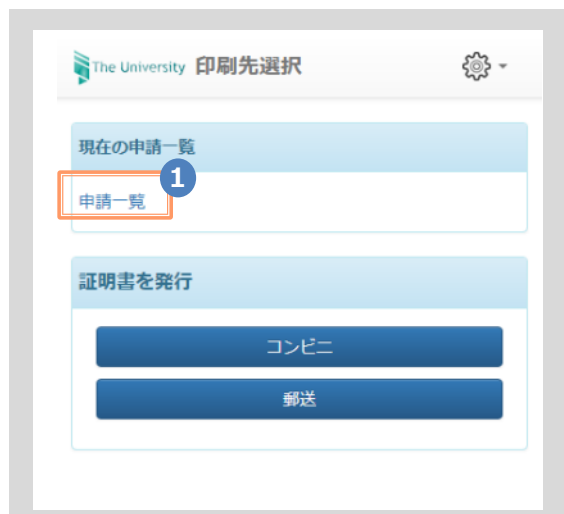 The University 印刷先選択
現在の申請一覧
1
申請一覧
証明書を発行
コンビニ
郵送